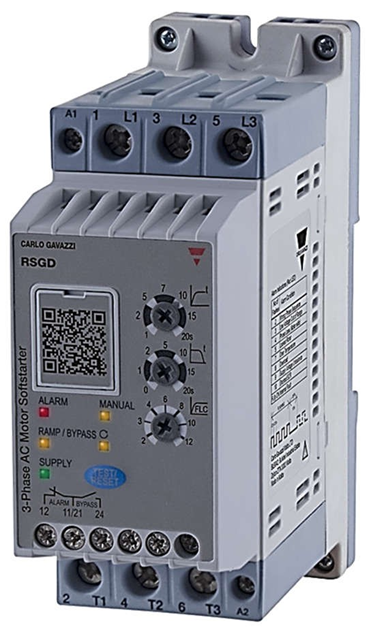 A1 1 L1 3 L2 5 L3
CARLO GAVAZZI
RSGD
5 7 10
2 15
1 20s
2 5 10
1 15
0 20s
4 6 8
3 10 FLC
2 12
ALARM MANUAL
RAMP / BYPASS
SUPPLY
TEST/
RESET
ALARM BYPASS
12 11/21 24
3-Phase AC Motor Softstarter
2 T1 4 T2 6 T3 A2